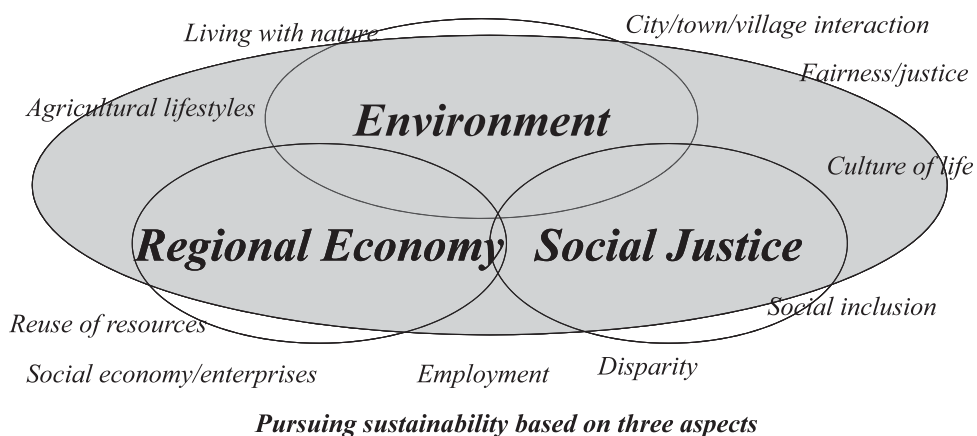 Living with nature
City/town/village interaction
Fairness/justice
Agricultural lifestyles
Environment
Culture of life
Regional Economy
Social Justice
Social inclusion
Reuse of resources
Social economy/enterprises
Employment
Disparity
Pursuing sustainability based on three aspects